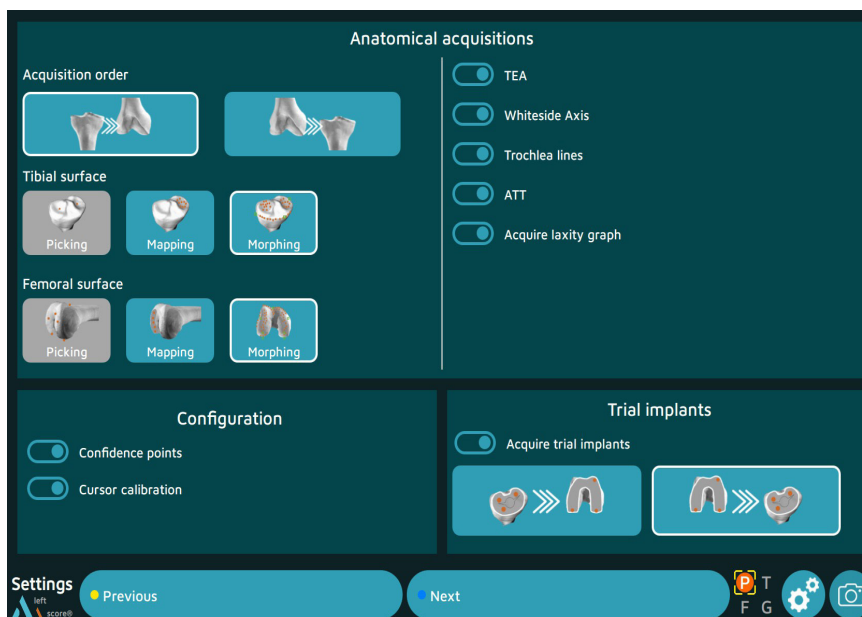 Anatomical acquisitions
Acquisition order
Tibial surface
Picking
Mapping
Morphing
Femoral surface
Picking
Mapping
Morphing
TEA
Whiteside Axis
Trochlea lines
ATT
Acquire laxity graph
Configuration
Confidence points
Cursor calibration
Trial implants
Acquire trial implants
Settings
left
score®
Previous
Next
P T
F G